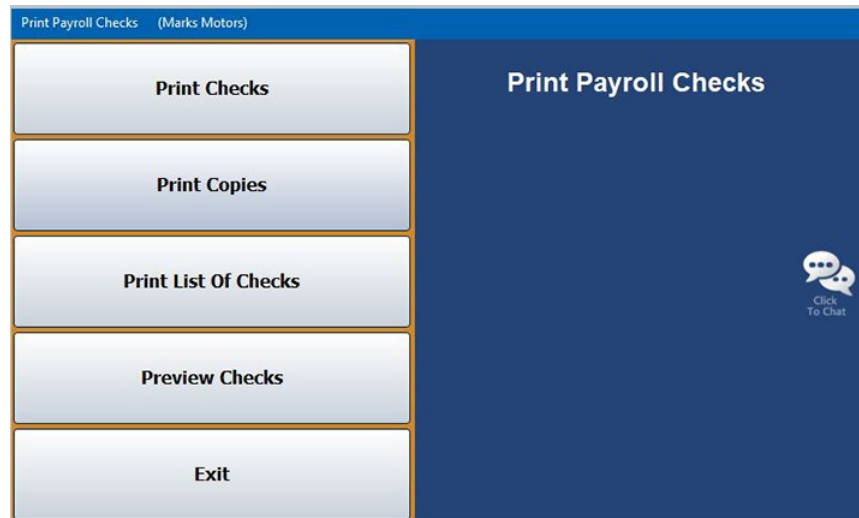 Print Payroll Checks (Marks Motors)
Print Checks
Print Copies
Print List Of Checks
Preview Checks
Exit
Print Payroll Checks
Click
To Chat